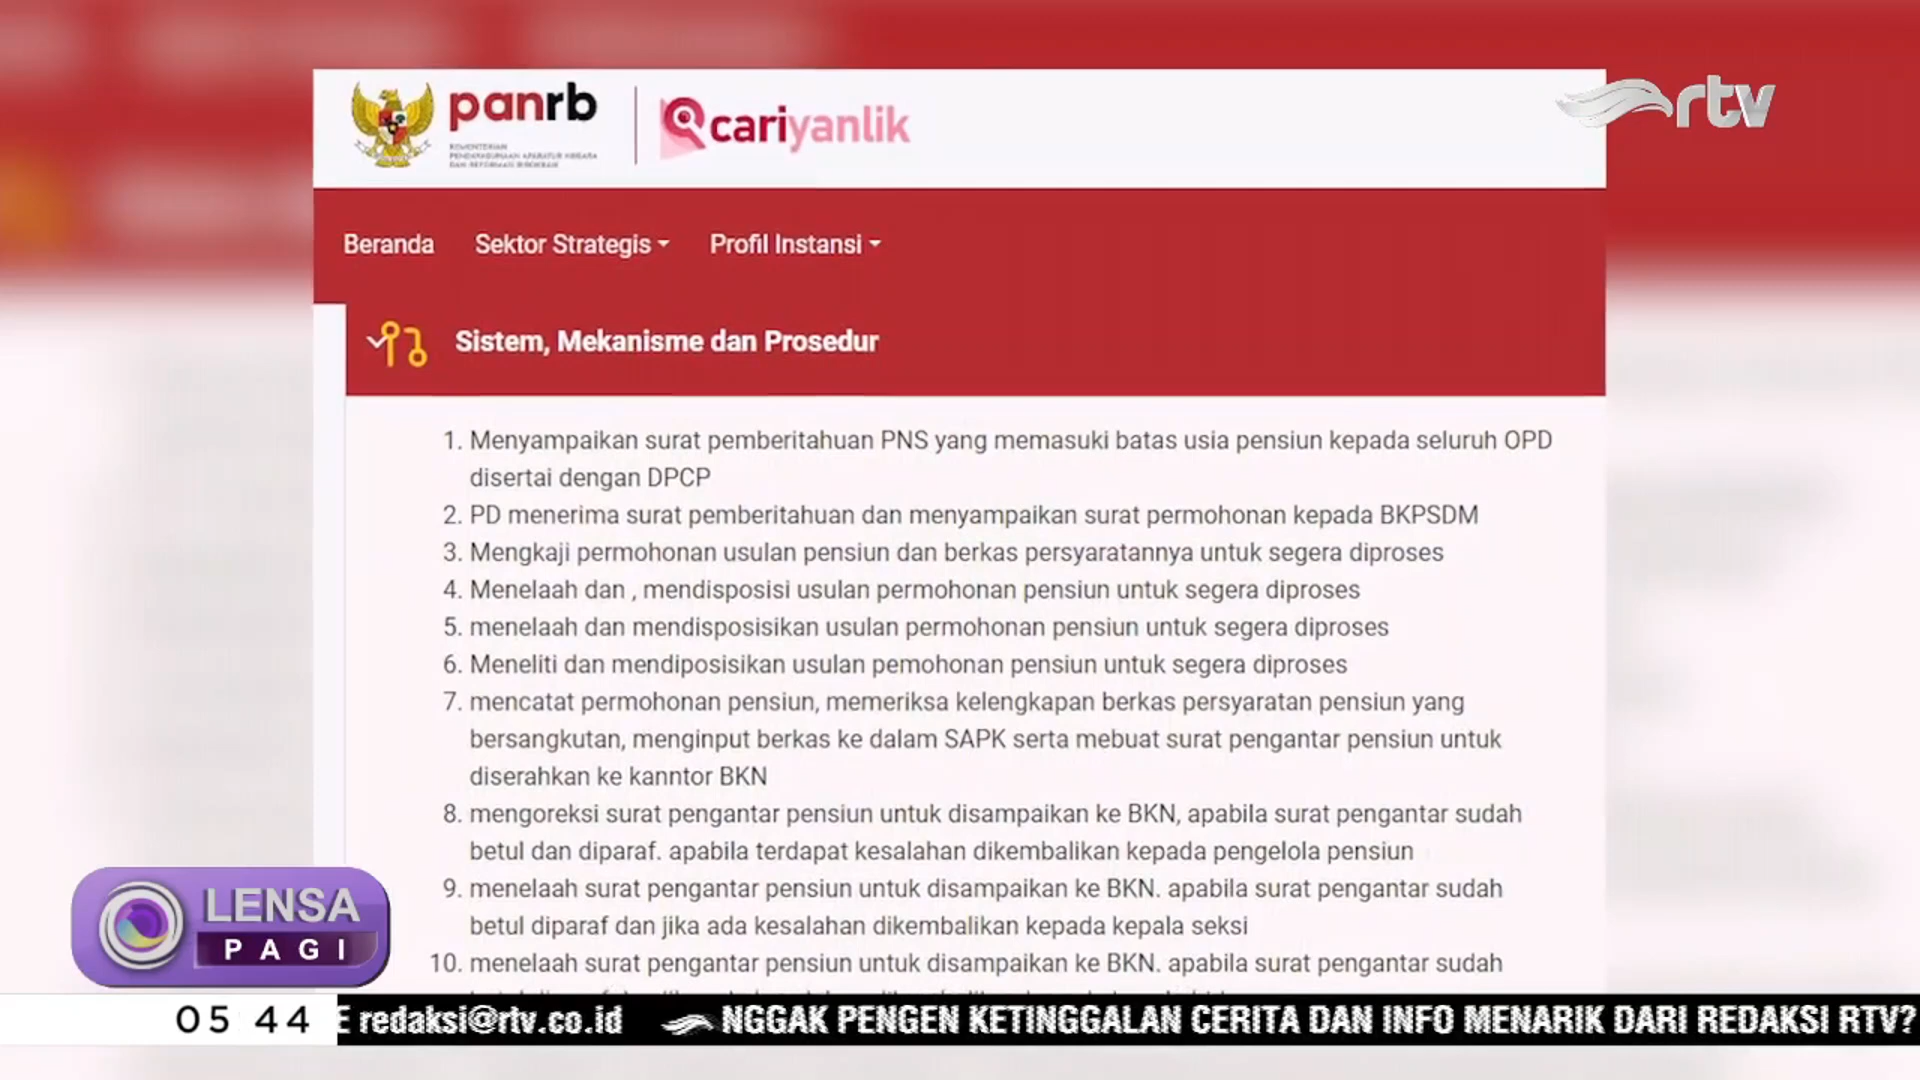 panrb
KEMENTERIAN
PENDAYAGUNAAN APARATUR NEGARA
DAN REFORMASI BIROKRASI
cariyanlik
rtv
Beranda
Sektor Strategis
Profil Instansi
Sistem, Mekanisme dan Prosedur
1. Menyampaikan surat pemberitahuan PNS yang memasuki batas usia pensiun kepada seluruh OPD
disertai dengan DPCP
2. PD menerima surat pemberitahuan dan menyampaikan surat permohonan kepada BKPSDM
3. Mengkaji permohonan usulan pensiun dan berkas persyaratannya untuk segera diproses
4. Menelaah dan , mendisposisi usulan permohonan pensiun untuk segera diproses
5. menelaah dan mendisposisikan usulan permohonan pensiun untuk segera diproses
6. Meneliti dan mendiposisikan usulan pemohonan pensiun untuk segera diproses
7. mencatat permohonan pensiun, memeriksa kelengkapan berkas persyaratan pensiun yang
bersangkutan, menginput berkas ke dalam SAPK serta mebuat surat pengantar pensiun untuk
diserahkan ke kanntor BKN
8. mengoreksi surat pengantar pensiun untuk disampaikan ke BKN, apabila surat pengantar sudah
betul dan diparaf. apabila terdapat kesalahan dikembalikan kepada pengelola pensiun
9. menelaah surat pengantar pensiun untuk disampaikan ke BKN. apabila surat pengantar sudah
betul diparaf dan jika ada kesalahan dikembalikan kepada kepala seksi
10. menelaah surat pengantar pensiun untuk disampaikan ke BKN. apabila surat pengantar sudah
LENSA
PAGI
05 44
E redaksi@rtv.co.id NGGAK PENGEN KETINGGALAN CERITA DAN INFO MENARIK DARI REDAKSI RTV?